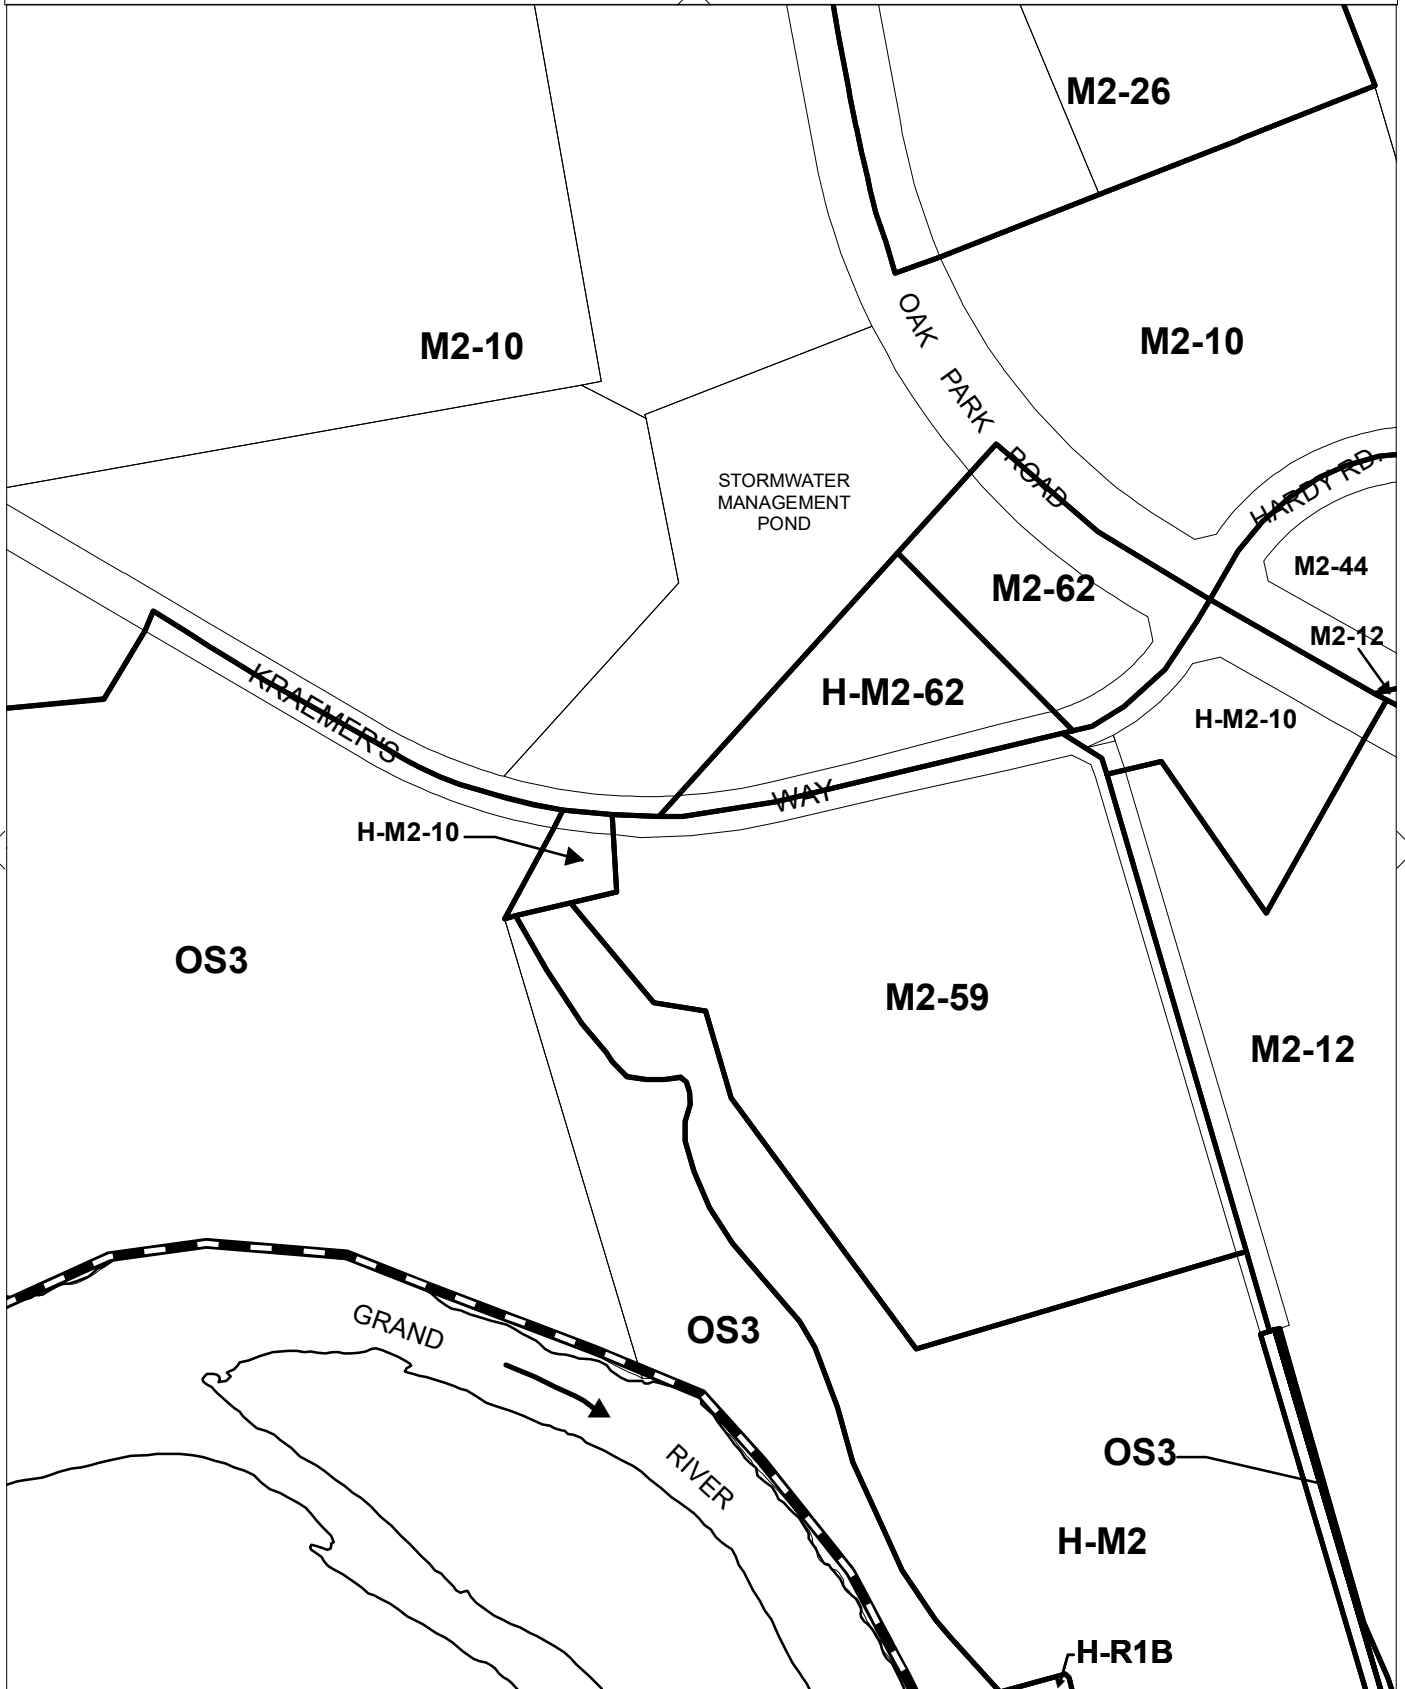 M2-26
M2-10
M2-10
OAK PARK ROAD
HARDY RD.
STORMWATER
MANAGEMENT
POND
M2-44
M2-62
M2-12
H-M2-62
H-M2-10
KRAEMER'S WAY
H-M2-10
OS3
M2-59
M2-12
GRAND RIVER
OS3
OS3
H-M2
H-R1B